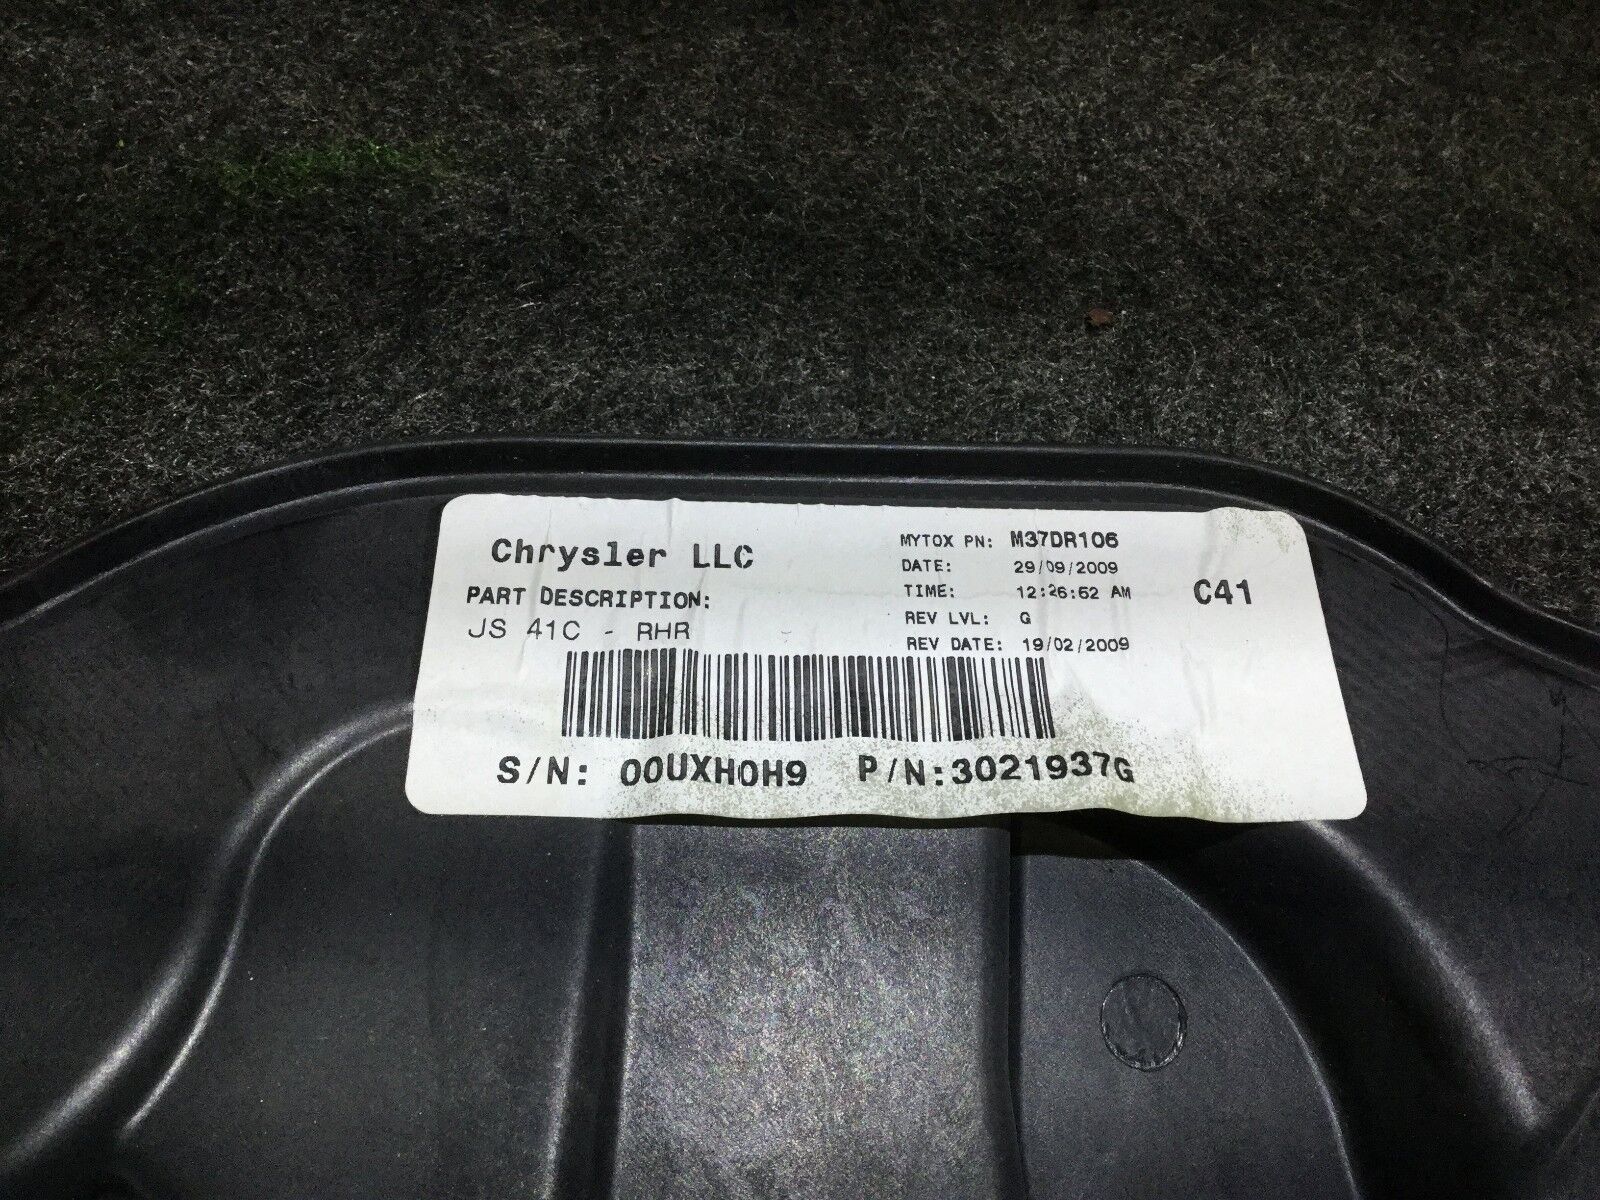 Chrysler LLC
PART DESCRIPTION:
JS 41C - RHR
MYTOX PN: M37DR106
DATE: 29/09/2009
TIME: 12:26:52 AM
REV LVL: G
REV DATE: 19/02/2009
C41
S/N: 00UXH0H9 P/N:3021937G